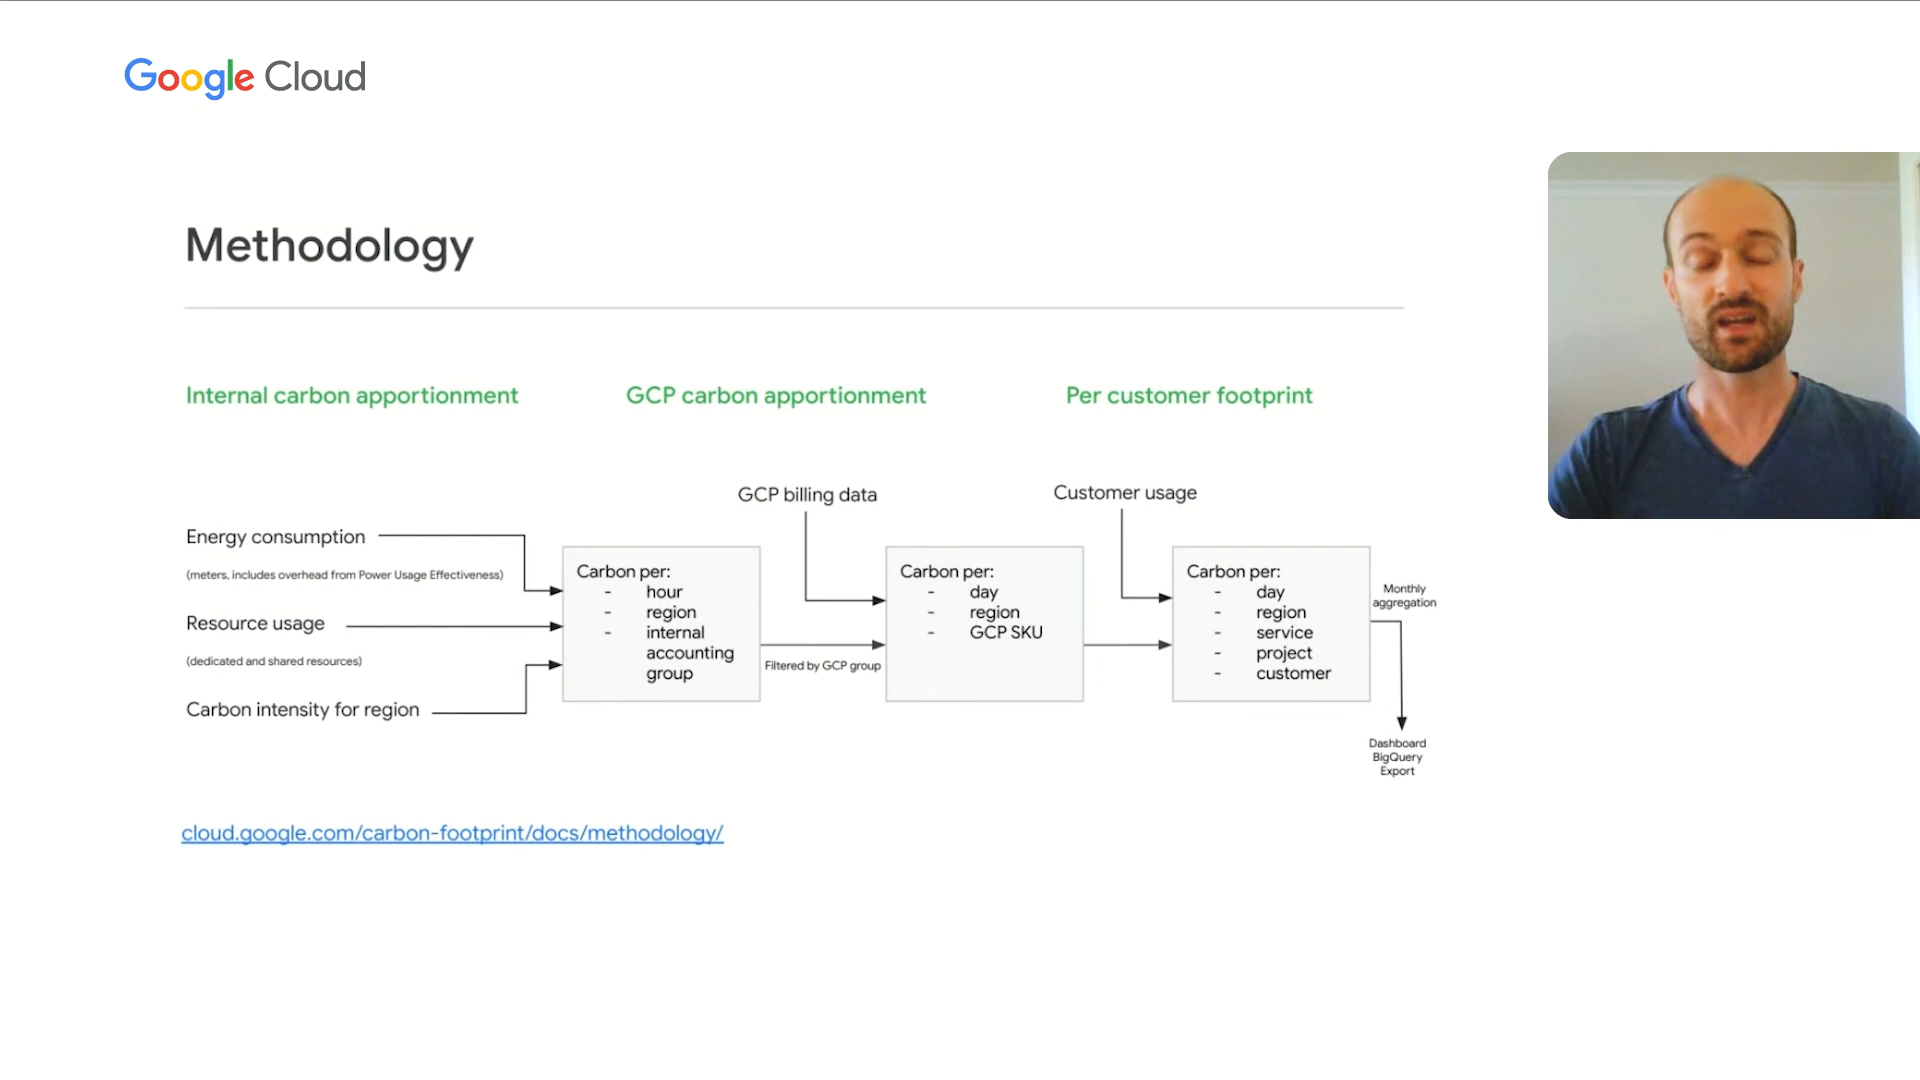 Google Cloud
Methodology
Internal carbon apportionment
GCP carbon apportionment
Per customer footprint
GCP billing data
Customer usage
Energy consumption
(meters, includes overhead from Power Usage Effectiveness)
Resource usage
(dedicated and shared resources)
Carbon intensity for region
Carbon per:
- hour
- region
- internal
accounting
group
Filtered by GCP group
Carbon per:
- day
- region
- GCP SKU
Carbon per:
- day
- region
- service
- project
- customer
Monthly
aggregation
Dashboard
BigQuery
Export
cloud.google.com/carbon-footprint/docs/methodology/